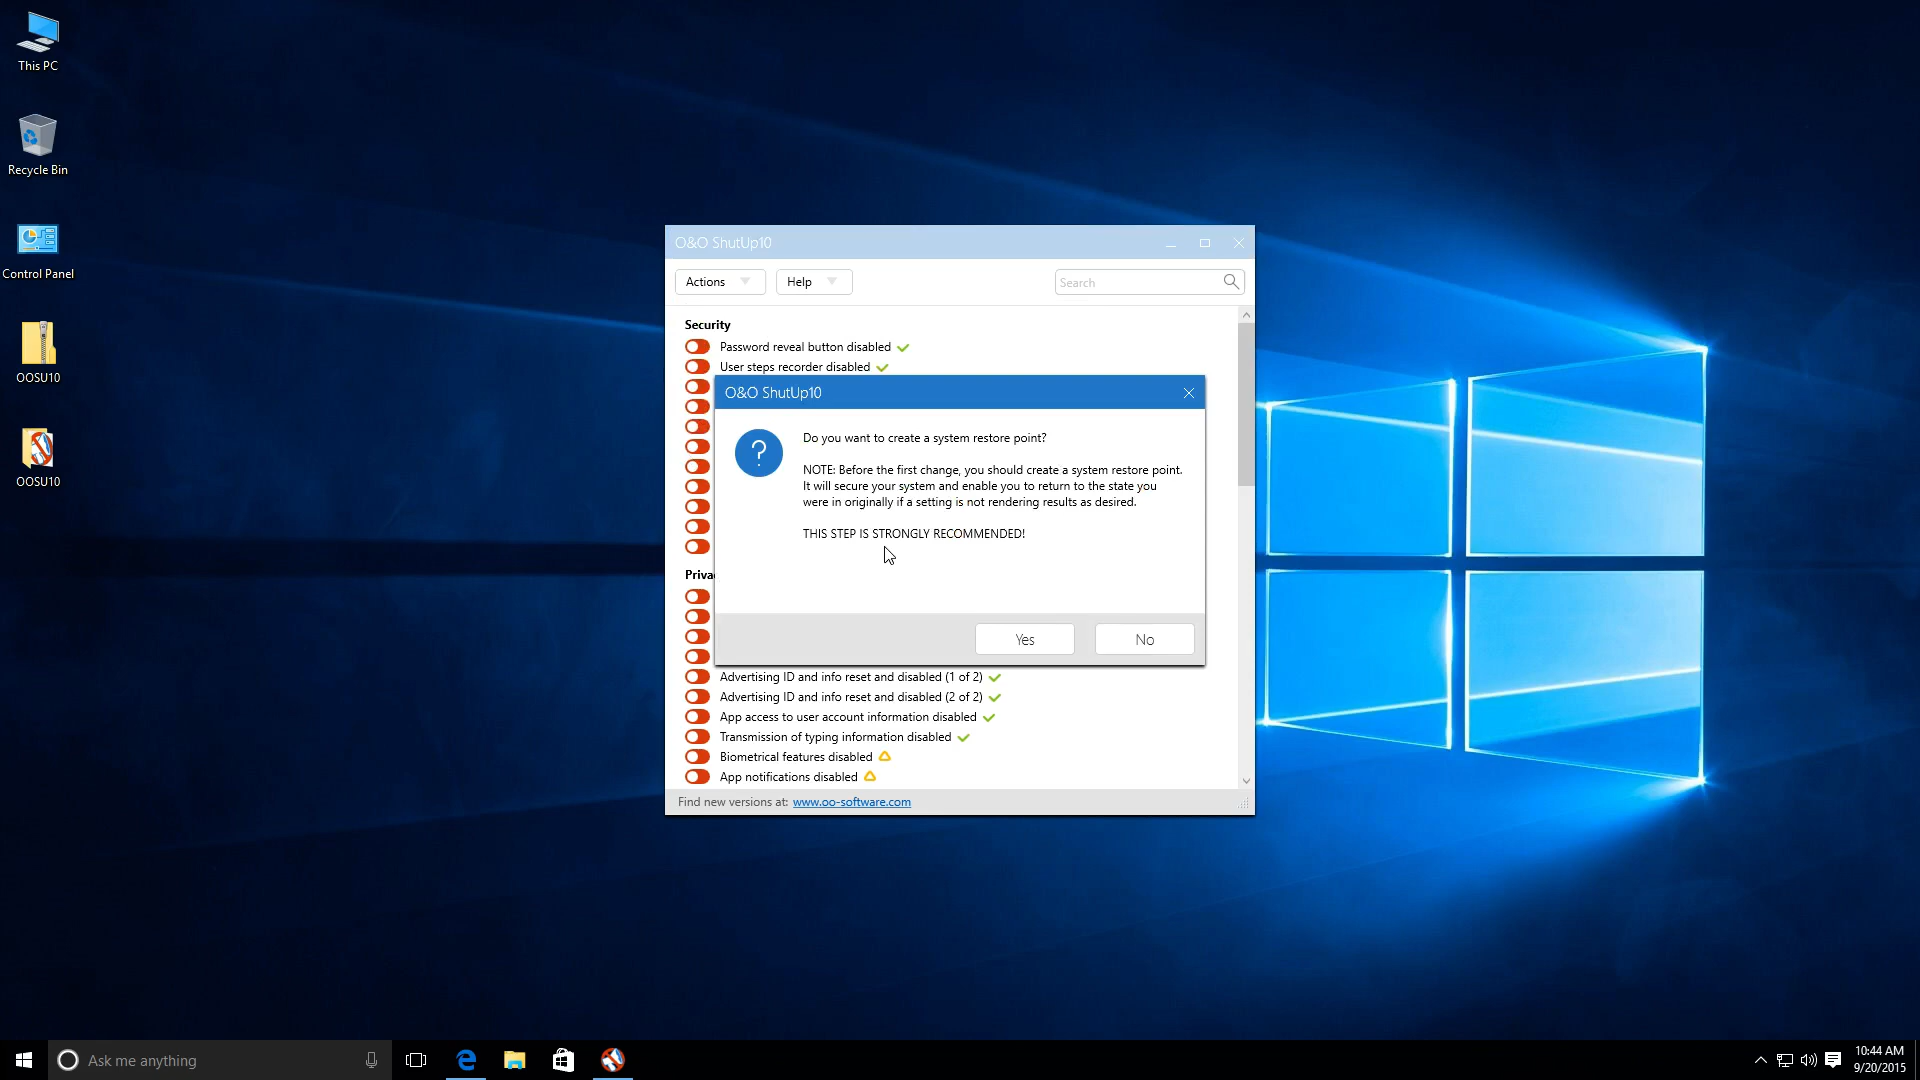 This PC
Recycle Bin
Control Panel
OOSU10
OOSU10
O&O ShutUp10
Actions
Help
Search
Security
Password reveal button disabled
User steps recorder disabled
O&O ShutUp10
Do you want to create a system restore point?
NOTE: Before the first change, you should create a system restore point.
It will secure your system and enable you to return to the state you
were in originally if a setting is not rendering results as desired.
THIS STEP IS STRONGLY RECOMMENDED!
Priva
Yes
No
Advertising ID and info reset and disabled (1 of 2)
Advertising ID and info reset and disabled (2 of 2)
App access to user account information disabled
Transmission of typing information disabled
Biometrical features disabled
App notifications disabled
Find new versions at: www.oo-software.com
Ask me anything
10:44 AM
9/20/2015